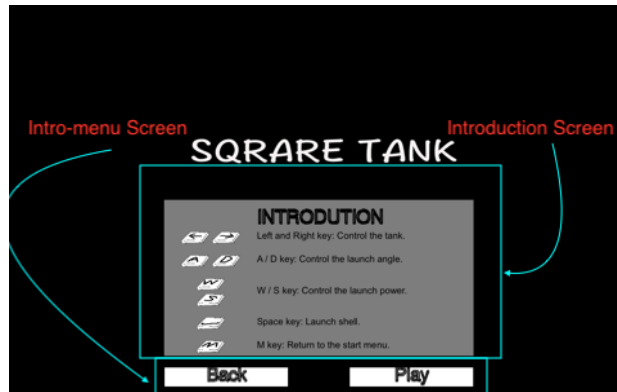 Intro-menu Screen
Introduction Screen
SQRARE TANK
INTRODUTION
← → Left and Right key: Control the tank.
A D A / D key: Control the launch angle.
W
S
W / S key: Control the launch power.
Space key: Launch shell.
M M key: Return to the start menu.
Back Play